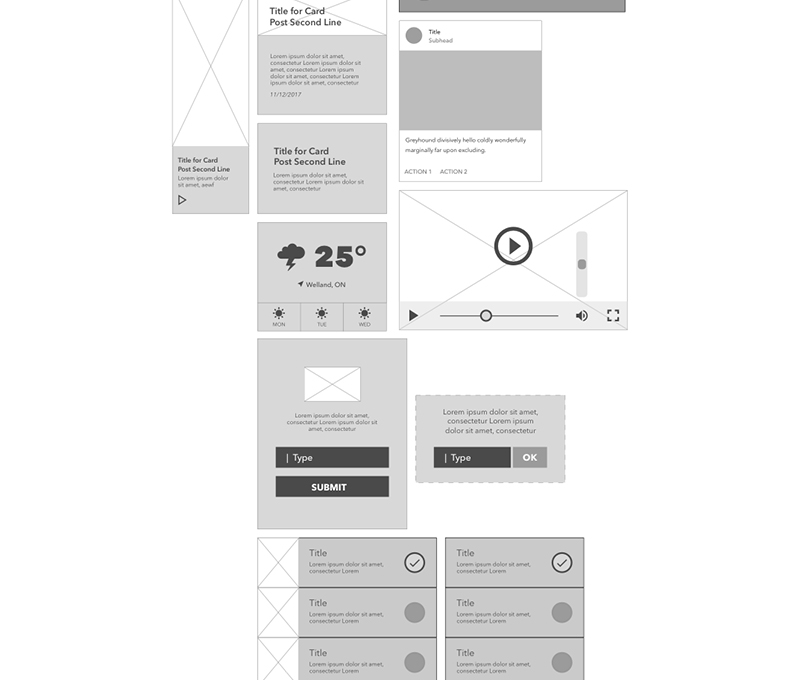 Title for Card
Post Second Line
Lorem ipsum dolor sit amet,
consectetur Lorem ipsum dolor
amet, consectetur Lorem ipsum
dolor sit amet, consectetur Lorem
ipsum dolor sit amet, consectetur
11/12/2017
Title
Subhead
Greyhound divisively hello coldly wonderfully
marginally far upon excluding.
ACTION 1 ACTION 2
Title for Card
Post Second Line
Lorem ipsum dolor
sit amet, aewf
Title for Card
Post Second Line
Lorem ipsum dolor sit amet,
consectetur Lorem ipsum dolor sit
amet, consectetur
25°
Welland, ON
MON TUE WED
Lorem ipsum dolor sit amet,
consectetur Lorem ipsum dolor sit
amet, consectetur
| Type
SUBMIT
Lorem ipsum dolor sit amet,
consectetur Lorem ipsum
dolor sit amet, consectetur
| Type OK
Title
Lorem ipsum dolor sit amet,
consectetur Lorem
Title
Lorem ipsum dolor sit amet,
consectetur Lorem
Title
Lorem ipsum dolor sit amet,
consectetur Lorem
Title
Lorem ipsum dolor sit amet,
consectetur Lorem
Title
Lorem ipsum dolor sit amet,
consectetur Lorem
Title
Lorem ipsum dolor sit amet,
consectetur Lorem